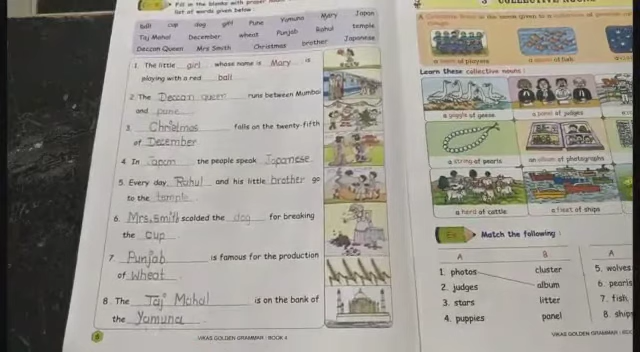 Fill in the blanks with proper
list of words given below :
ball cup dog girl Pune Yamuna Mary Japan
Taj Mahal December wheat Punjab Rahul temple
Deccan Queen Mrs Smith Christmas brother Japanese
1. The little girl whose name is Mary is
playing with a red ball
2. The Deccan queen runs between Mumbai
and pune
3. Christmas falls on the twenty-fifth
of December
4. In Japan the people speak Japanese
5. Every day Rahul and his little brother go
to the temple
6. Mrs.smith scolded the dog for breaking
the cup
7. Punjab is famous for the production
of wheat
8. The Taj Mahal is on the bank of
the Yamuna
8
VIKAS GOLDEN GRAMMAR : BOOK 4
3 COLLECTIVE NOUNS
a team of players
Learn these collective nouns :
a gaggle of geese a panel of judges
a string of pearls an album of photographs
a herd of cattle a fleet of ships
Ex. Match the following :
A B A
1. photos cluster 5. wolves
2. judges album 6. pearls
3. stars litter 7. fish
4. puppies panel 8. ships
VIKAS GOLDEN GRAMMAR : BOO